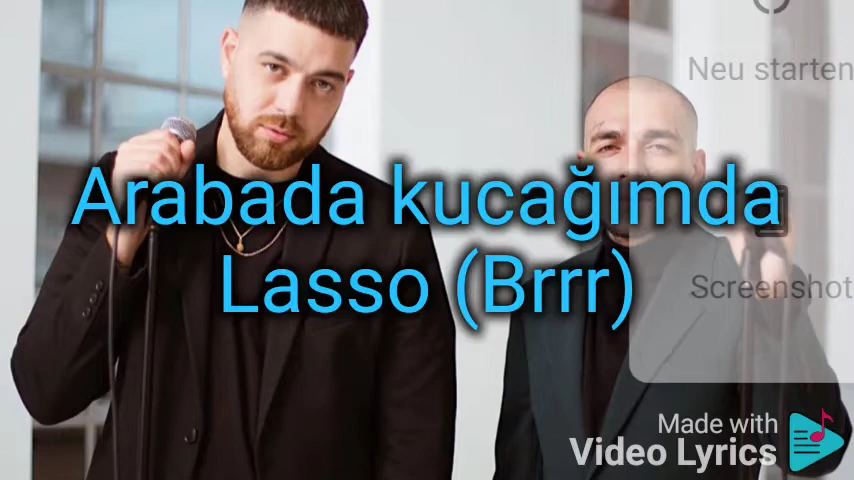 Neu starten
Arabada kucağımda
Lasso (Brrr)
Screenshot
Made with
Video Lyrics